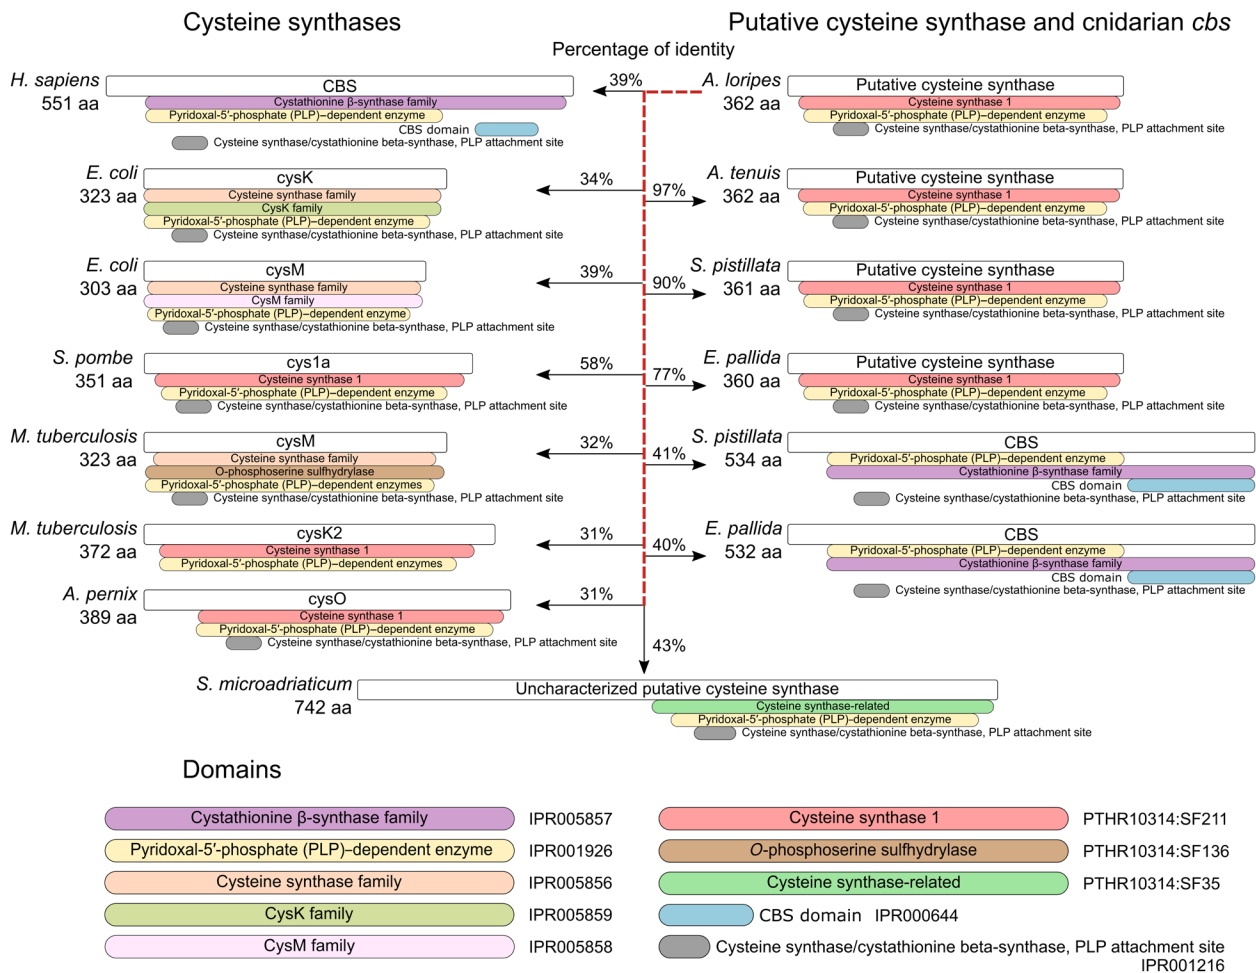 Cysteine synthases
Putative cysteine synthase and cnidarian cbs
Percentage of identity
H. sapiens
551 aa
CBS
Cystathionine β-synthase family
Pyridoxal-5′-phosphate (PLP)–dependent enzyme
CBS domain
Cysteine synthase/cystathionine beta-synthase, PLP attachment site
39%
A. loripes
362 aa
Putative cysteine synthase
Cysteine synthase 1
Pyridoxal-5′-phosphate (PLP)–dependent enzyme
Cysteine synthase/cystathionine beta-synthase, PLP attachment site
E. coli
323 aa
cysK
Cysteine synthase family
CysK family
Pyridoxal-5′-phosphate (PLP)–dependent enzyme
Cysteine synthase/cystathionine beta-synthase, PLP attachment site
34%
97%
A. tenuis
362 aa
Putative cysteine synthase
Cysteine synthase 1
Pyridoxal-5′-phosphate (PLP)–dependent enzyme
Cysteine synthase/cystathionine beta-synthase, PLP attachment site
E. coli
303 aa
cysM
Cysteine synthase family
CysM family
Pyridoxal-5′-phosphate (PLP)–dependent enzyme
Cysteine synthase/cystathionine beta-synthase, PLP attachment site
39%
90%
S. pistillata
361 aa
Putative cysteine synthase
Cysteine synthase 1
Pyridoxal-5′-phosphate (PLP)–dependent enzyme
Cysteine synthase/cystathionine beta-synthase, PLP attachment site
S. pombe
351 aa
cys1a
Cysteine synthase 1
Pyridoxal-5′-phosphate (PLP)–dependent enzyme
Cysteine synthase/cystathionine beta-synthase, PLP attachment site
58%
77%
E. pallida
360 aa
Putative cysteine synthase
Cysteine synthase 1
Pyridoxal-5′-phosphate (PLP)–dependent enzyme
Cysteine synthase/cystathionine beta-synthase, PLP attachment site
M. tuberculosis
323 aa
cysM
Cysteine synthase family
O-phosphoserine sulfhydrylase
Pyridoxal-5′-phosphate (PLP)–dependent enzymes
Cysteine synthase/cystathionine beta-synthase, PLP attachment site
32%
41%
S. pistillata
534 aa
CBS
Pyridoxal-5′-phosphate (PLP)–dependent enzyme
Cystathionine β-synthase family
CBS domain
Cysteine synthase/cystathionine beta-synthase, PLP attachment site
M. tuberculosis
372 aa
cysK2
Cysteine synthase 1
Pyridoxal-5′-phosphate (PLP)–dependent enzymes
31%
40%
E. pallida
532 aa
CBS
Pyridoxal-5′-phosphate (PLP)–dependent enzyme
Cystathionine β-synthase family
CBS domain
Cysteine synthase/cystathionine beta-synthase, PLP attachment site
A. pernix
389 aa
cysO
Cysteine synthase 1
Pyridoxal-5′-phosphate (PLP)–dependent enzyme
Cysteine synthase/cystathionine beta-synthase, PLP attachment site
31%
43%
S. microadriaticum
742 aa
Uncharacterized putative cysteine synthase
Cysteine synthase-related
Pyridoxal-5′-phosphate (PLP)–dependent enzyme
Cysteine synthase/cystathionine beta-synthase, PLP attachment site
Domains
Cystathionine β-synthase family IPR005857
Pyridoxal-5′-phosphate (PLP)–dependent enzyme IPR001926
Cysteine synthase family IPR005856
CysK family IPR005859
CysM family IPR005858
Cysteine synthase 1 PTHR10314:SF211
O-phosphoserine sulfhydrylase PTHR10314:SF136
Cysteine synthase-related PTHR10314:SF35
CBS domain IPR000644
Cysteine synthase/cystathionine beta-synthase, PLP attachment site
IPR001216